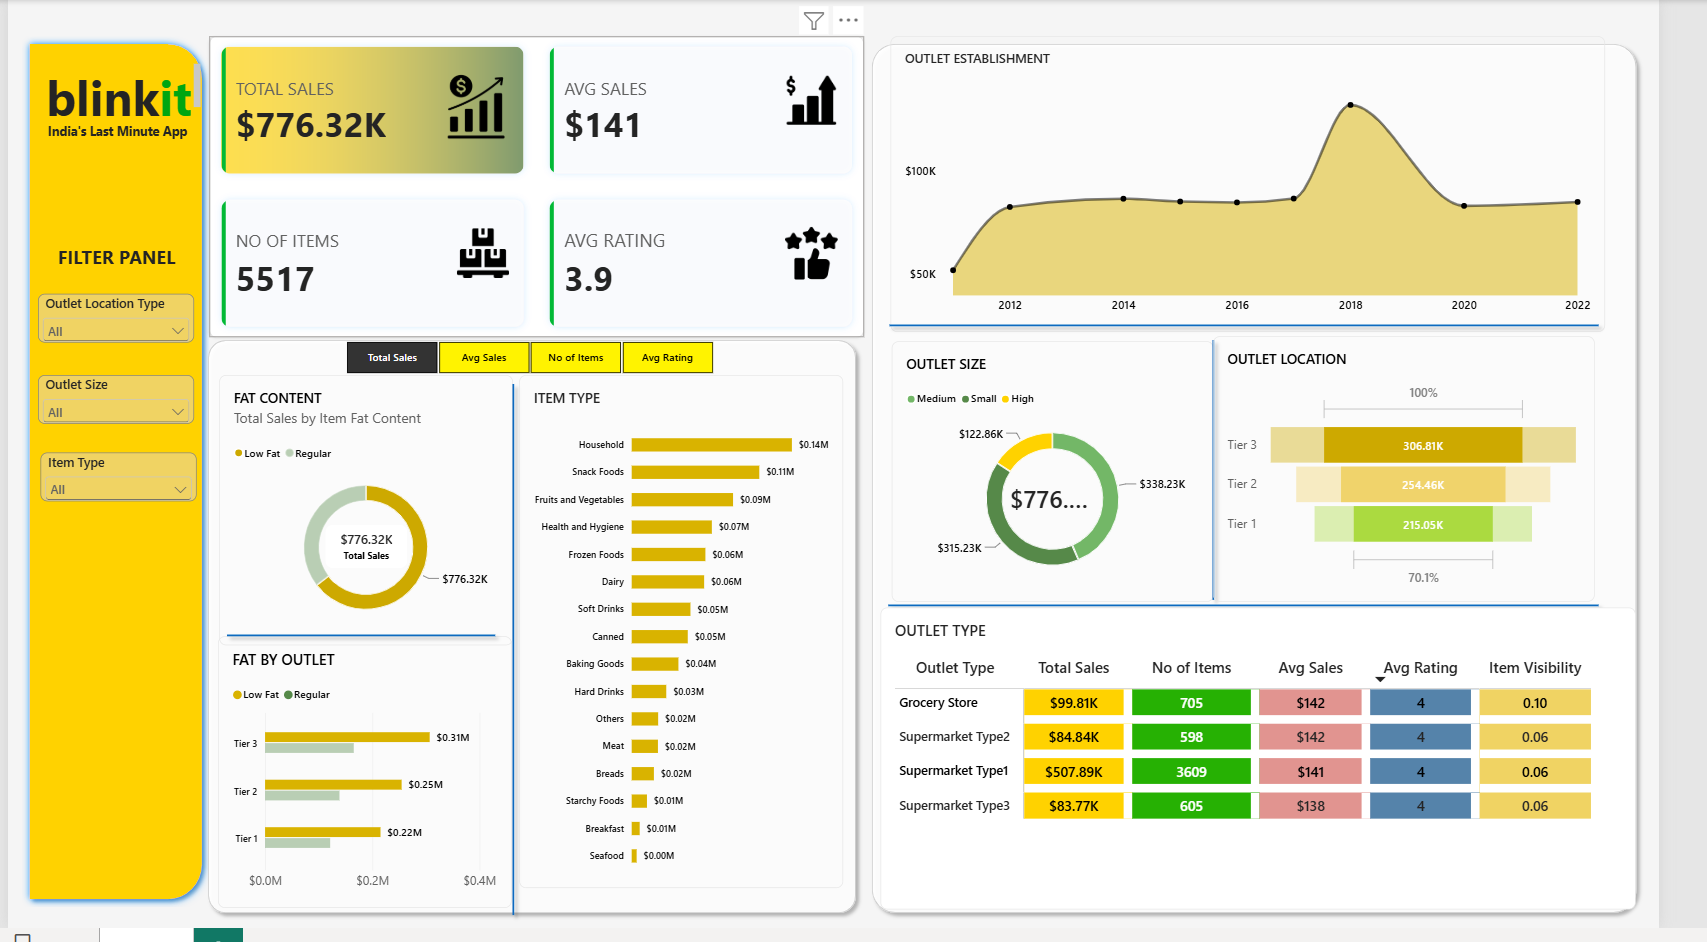 blinkit
India's Last Minute App
FILTER PANEL
Outlet Location Type
All
Outlet Size
All
Item Type
All
TOTAL SALES
$776.32K
AVG SALES
$141
NO OF ITEMS
5517
AVG RATING
3.9
Total Sales
Avg Sales
No of Items
Avg Rating
FAT CONTENT
Total Sales by Item Fat Content
Low Fat Regular
$776.32K
Total Sales
$776.32K
FAT BY OUTLET
Low Fat Regular
Tier 3 $0.31M
Tier 2 $0.25M
Tier 1 $0.22M
$0.0M $0.2M $0.4M
ITEM TYPE
Household $0.14M
Snack Foods $0.11M
Fruits and Vegetables $0.09M
Health and Hygiene $0.07M
Frozen Foods $0.06M
Dairy $0.06M
Soft Drinks $0.05M
Canned $0.05M
Baking Goods $0.04M
Hard Drinks $0.03M
Others $0.02M
Meat $0.02M
Breads $0.02M
Starchy Foods $0.01M
Breakfast $0.01M
Seafood $0.00M
OUTLET ESTABLISHMENT
$100K
$50K
2012 2014 2016 2018 2020 2022
OUTLET SIZE
Medium Small High
$122.86K
$338.23K
$776....
$315.23K
OUTLET LOCATION
100%
Tier 3 306.81K
Tier 2 254.46K
Tier 1 215.05K
70.1%
OUTLET TYPE
Outlet Type Total Sales No of Items Avg Sales Avg Rating Item Visibility
Grocery Store $99.81K 705 $142 4 0.10
Supermarket Type2 $84.84K 598 $142 4 0.06
Supermarket Type1 $507.89K 3609 $141 4 0.06
Supermarket Type3 $83.77K 605 $138 4 0.06